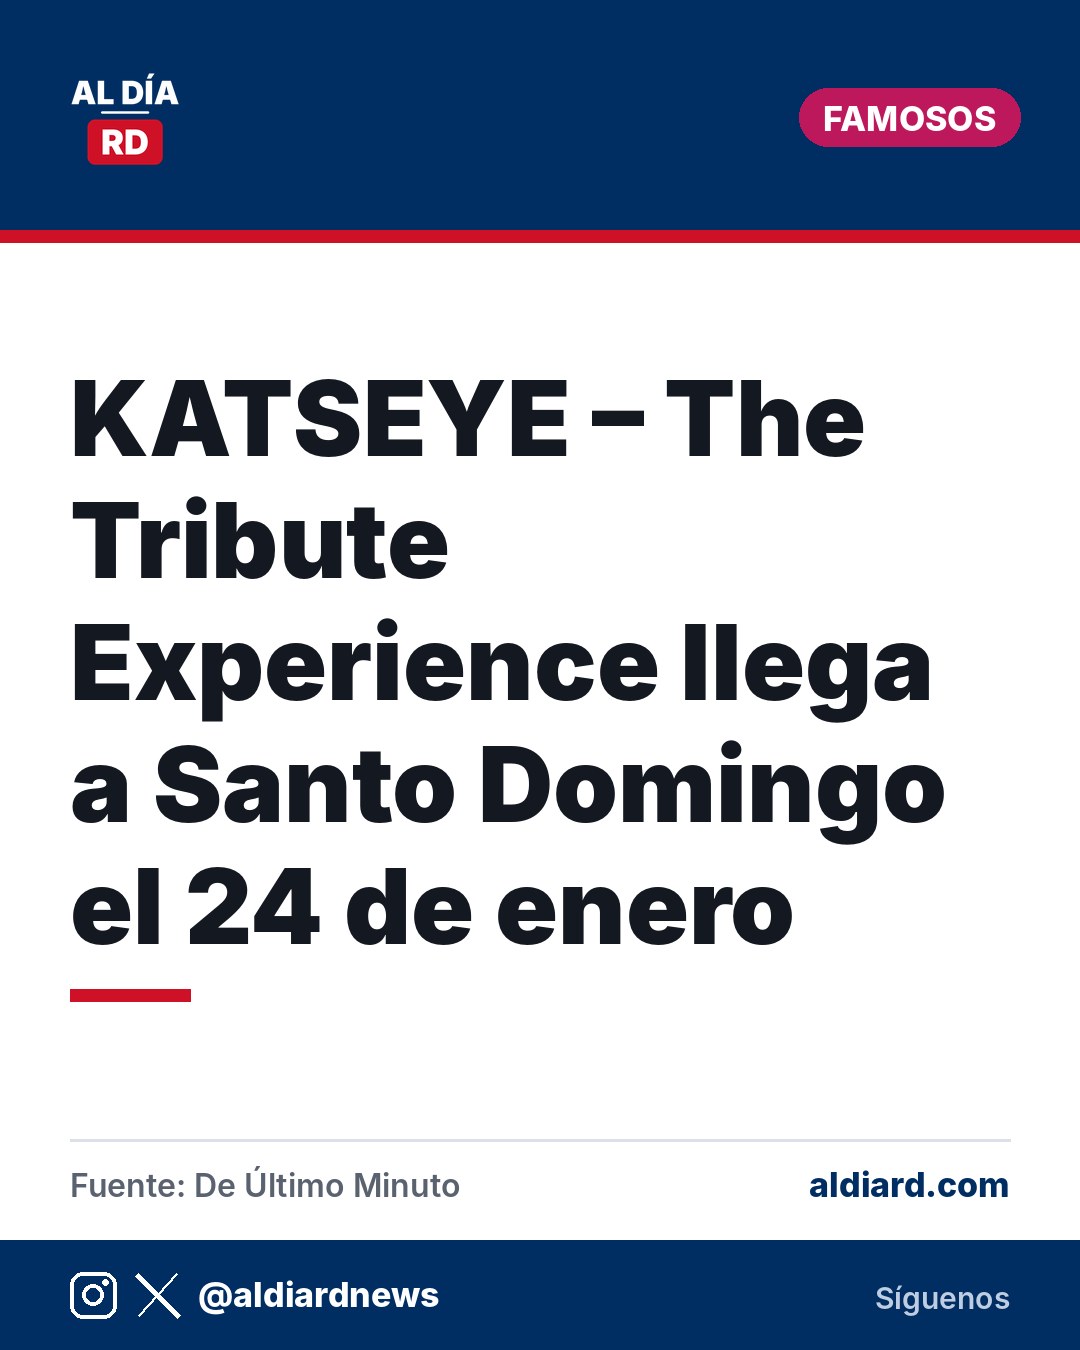 AL DÍA
RD
FAMOSOS
KATSEYE – The
Tribute
Experience llega
a Santo Domingo
el 24 de enero
Fuente: De Último Minuto
aldiard.com
@aldiardnews
Síguenos